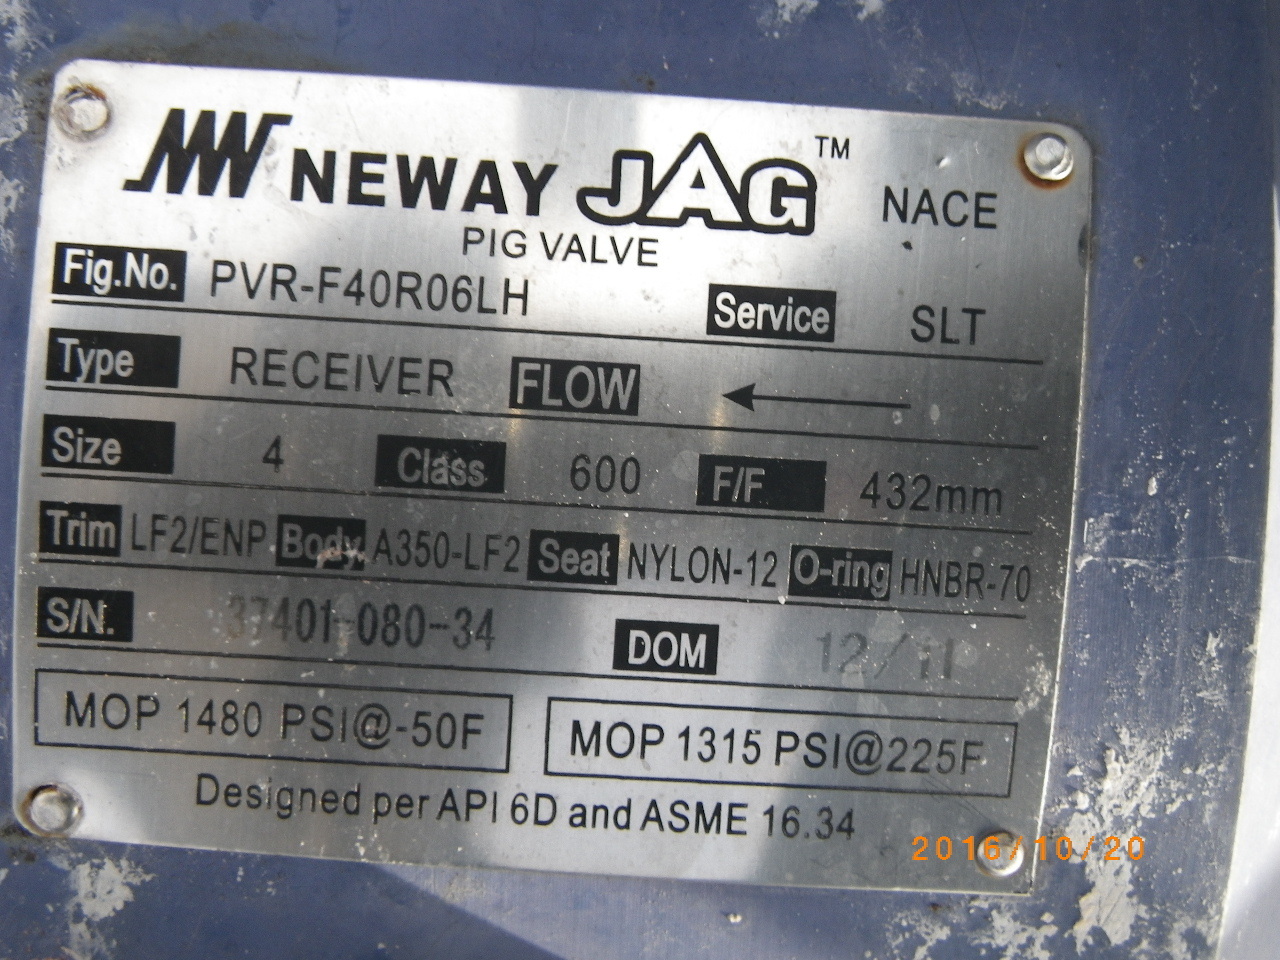 NEWAY JAG™ NACE
PIG VALVE
Fig.No. PVR-F40R06LH Service SLT
Type RECEIVER FLOW
Size 4 Class 600 F/F 432mm
Trim LF2/ENP Body A350-LF2 Seat NYLON-12 O-ring HNBR-70
S/N. 37401-080-34 DOM 12/11
MOP 1480 PSI@-50F MOP 1315 PSI@225F
Designed per API 6D and ASME 16.34
2016/10/20